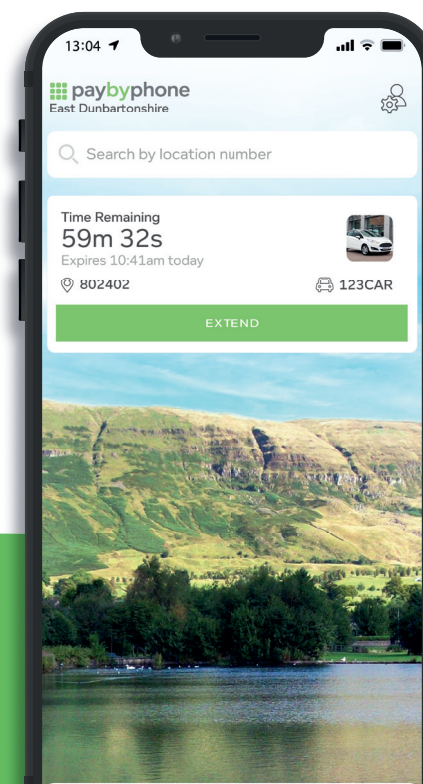 13:04
paybyphone
East Dunbartonshire
Search by location number
Time Remaining
59m 32s
Expires 10:41am today
802402
123CAR
EXTEND